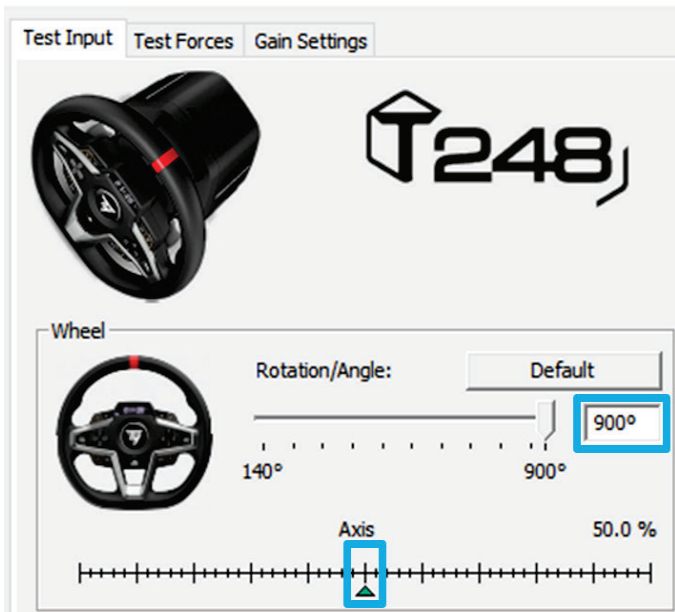 Test Input Test Forces Gain Settings
T248
Wheel
Rotation/Angle: Default
900°
140° 900°
Axis 50.0 %